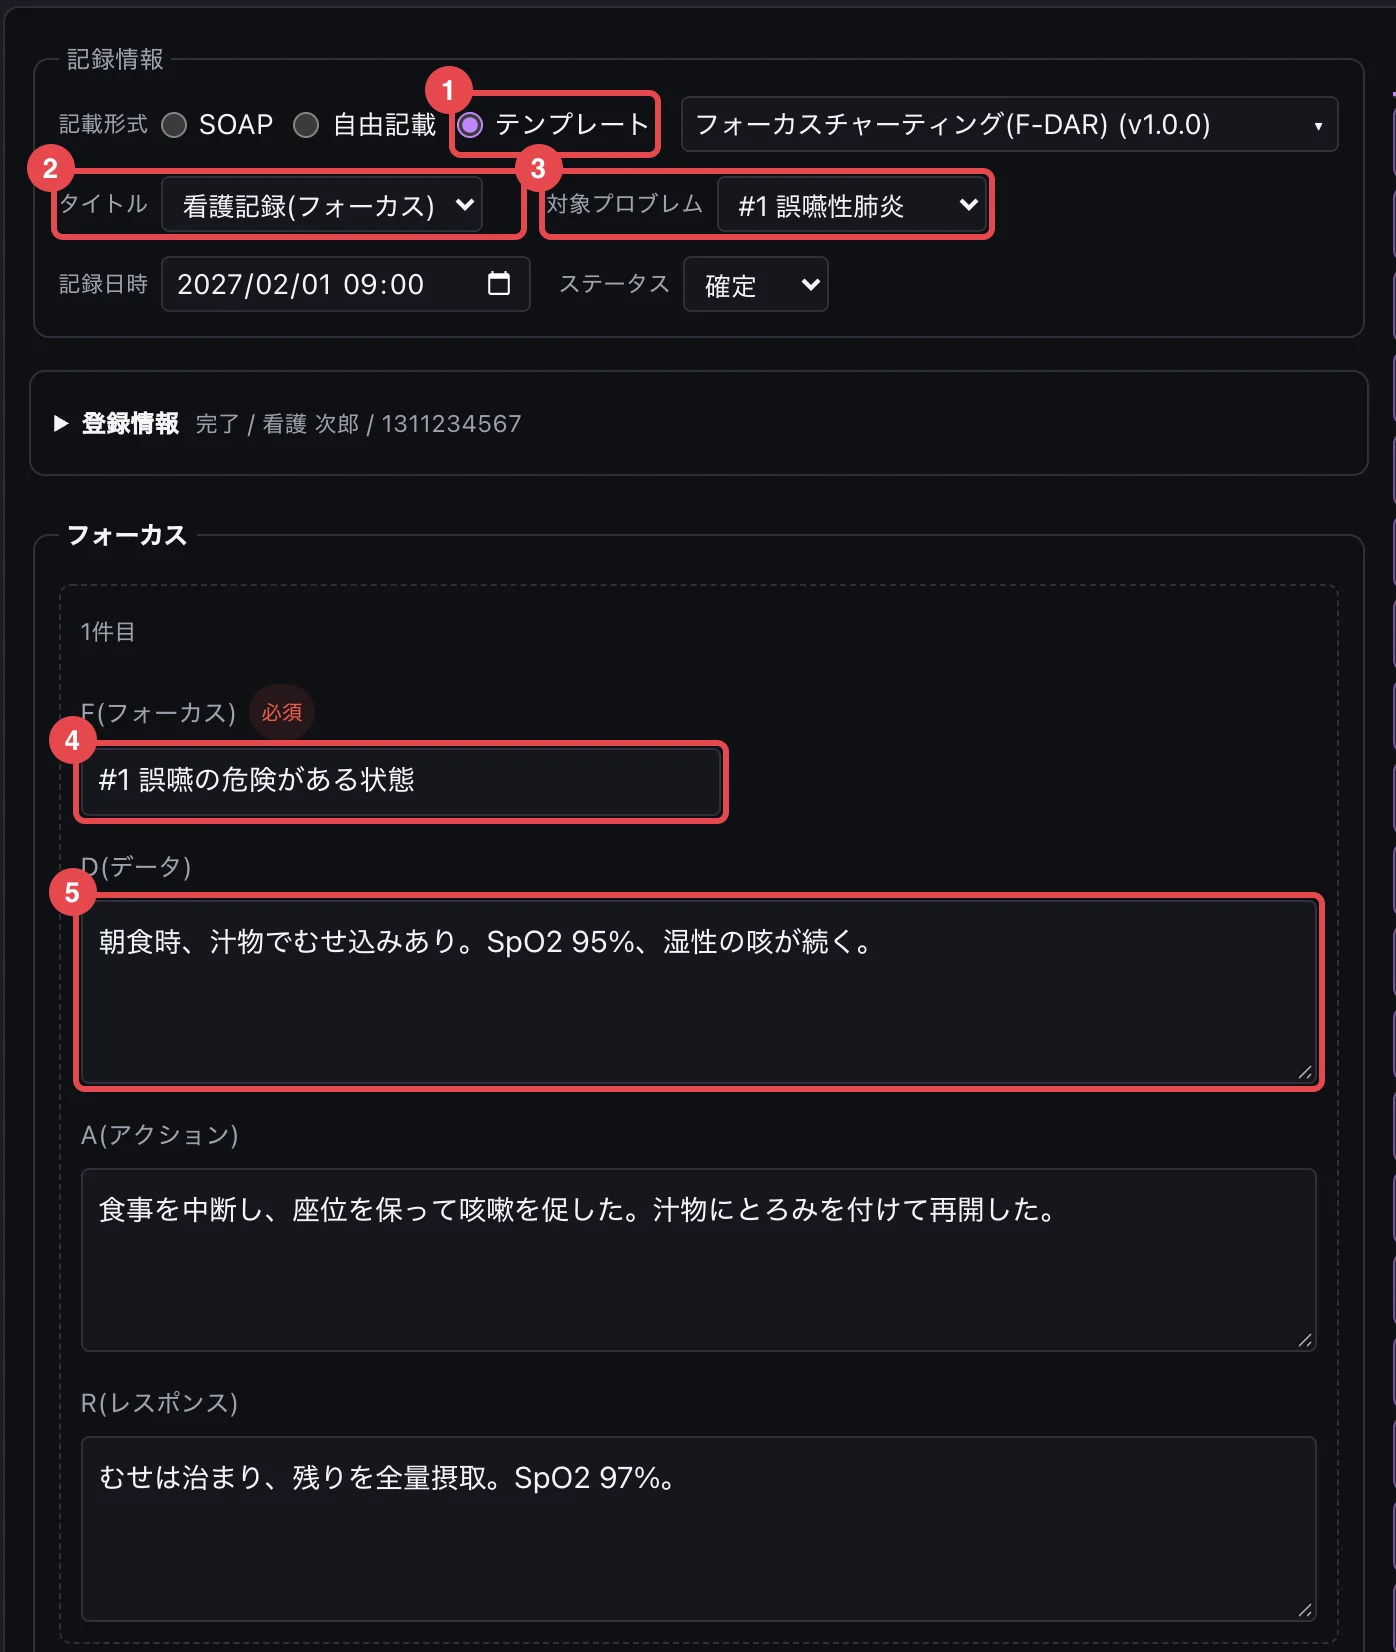 記録情報
記載形式 SOAP 自由記載 1 テンプレート フォーカスチャーティング(F-DAR) (v1.0.0)
2 タイトル 看護記録(フォーカス) 3 対象プロブレム #1 誤嚥性肺炎
記録日時 2027/02/01 09:00 ステータス 確定
登録情報 完了 / 看護 次郎 / 1311234567
フォーカス
1件目
F(フォーカス) 必須
4 #1 誤嚥の危険がある状態
D(データ)
5 朝食時、汁物でむせ込みあり。SpO2 95%、湿性の咳が続く。
A(アクション)
食事を中断し、座位を保って咳嗽を促した。汁物にとろみを付けて再開した。
R(レスポンス)
むせは治まり、残りを全量摂取。SpO2 97%。